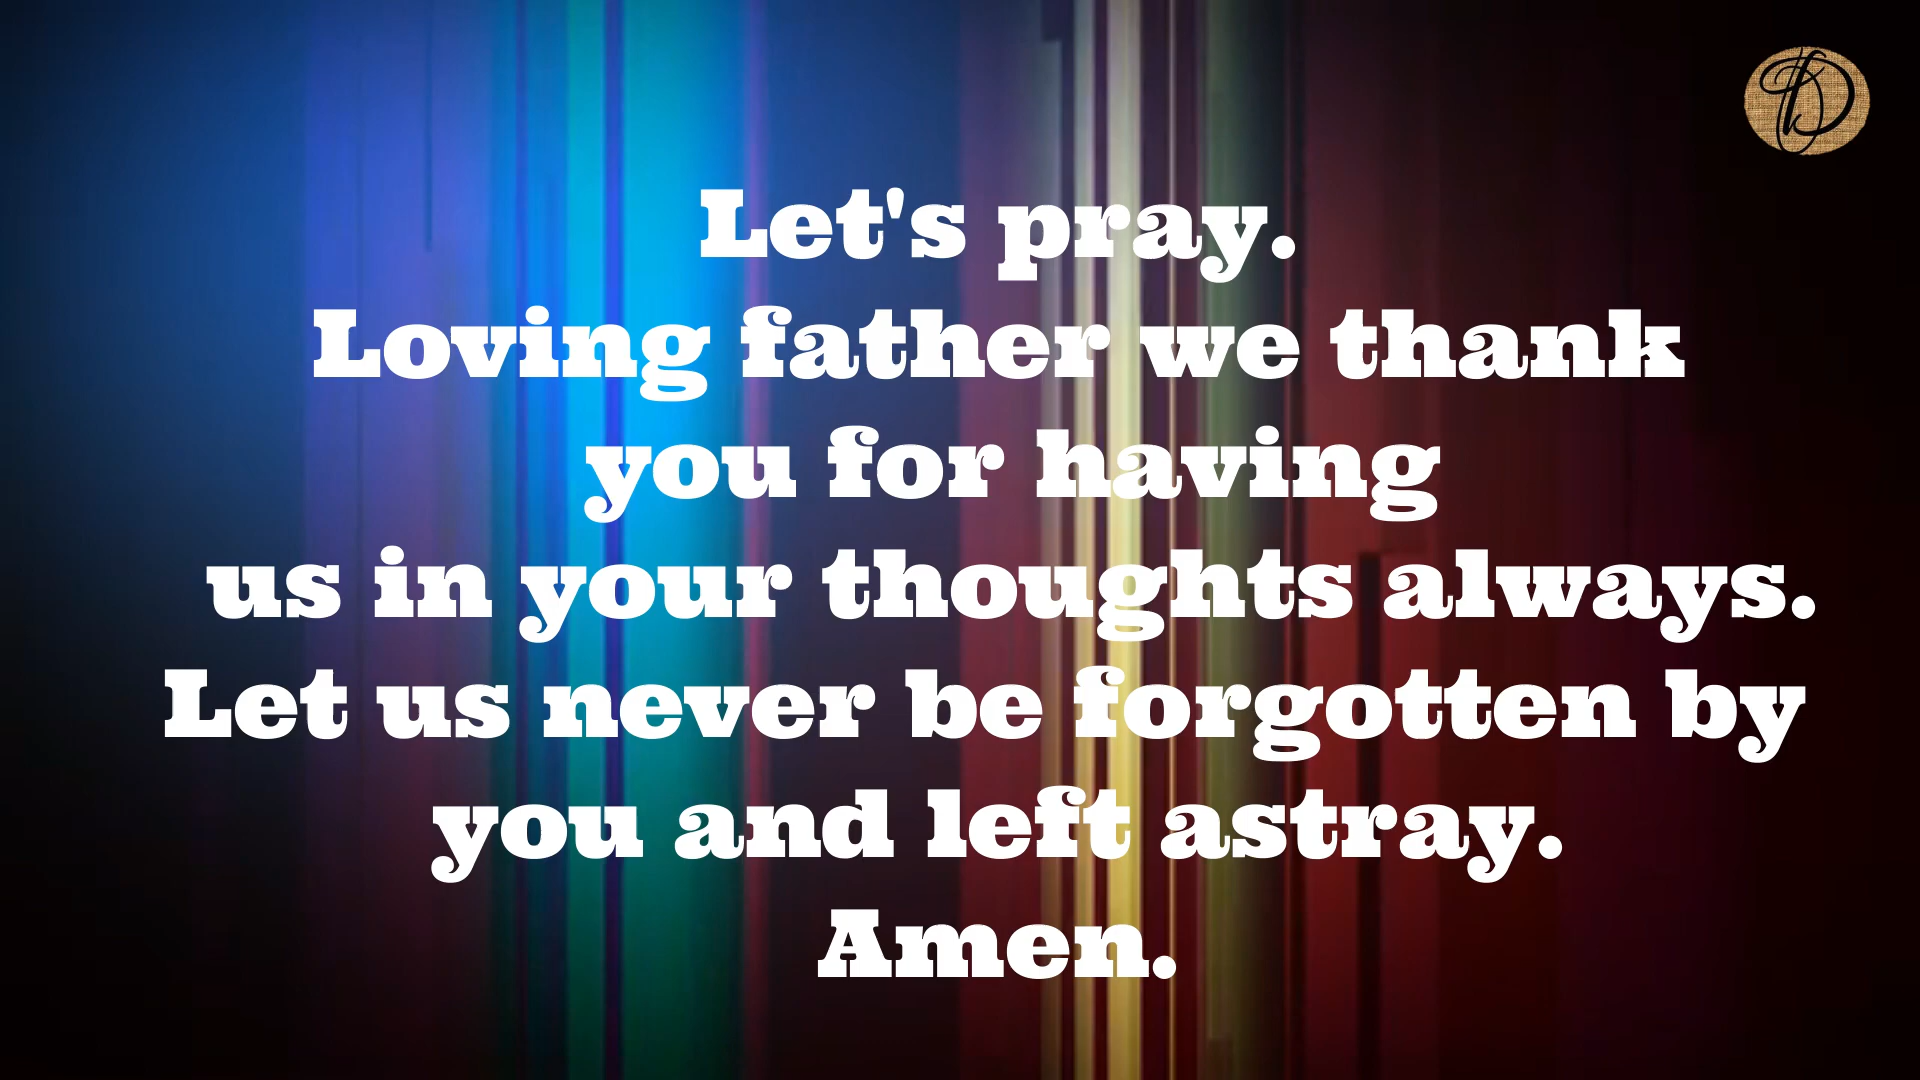 Let's pray.
Loving father we thank
you for having
us in your thoughts always.
Let us never be forgotten by
you and left astray.
Amen.